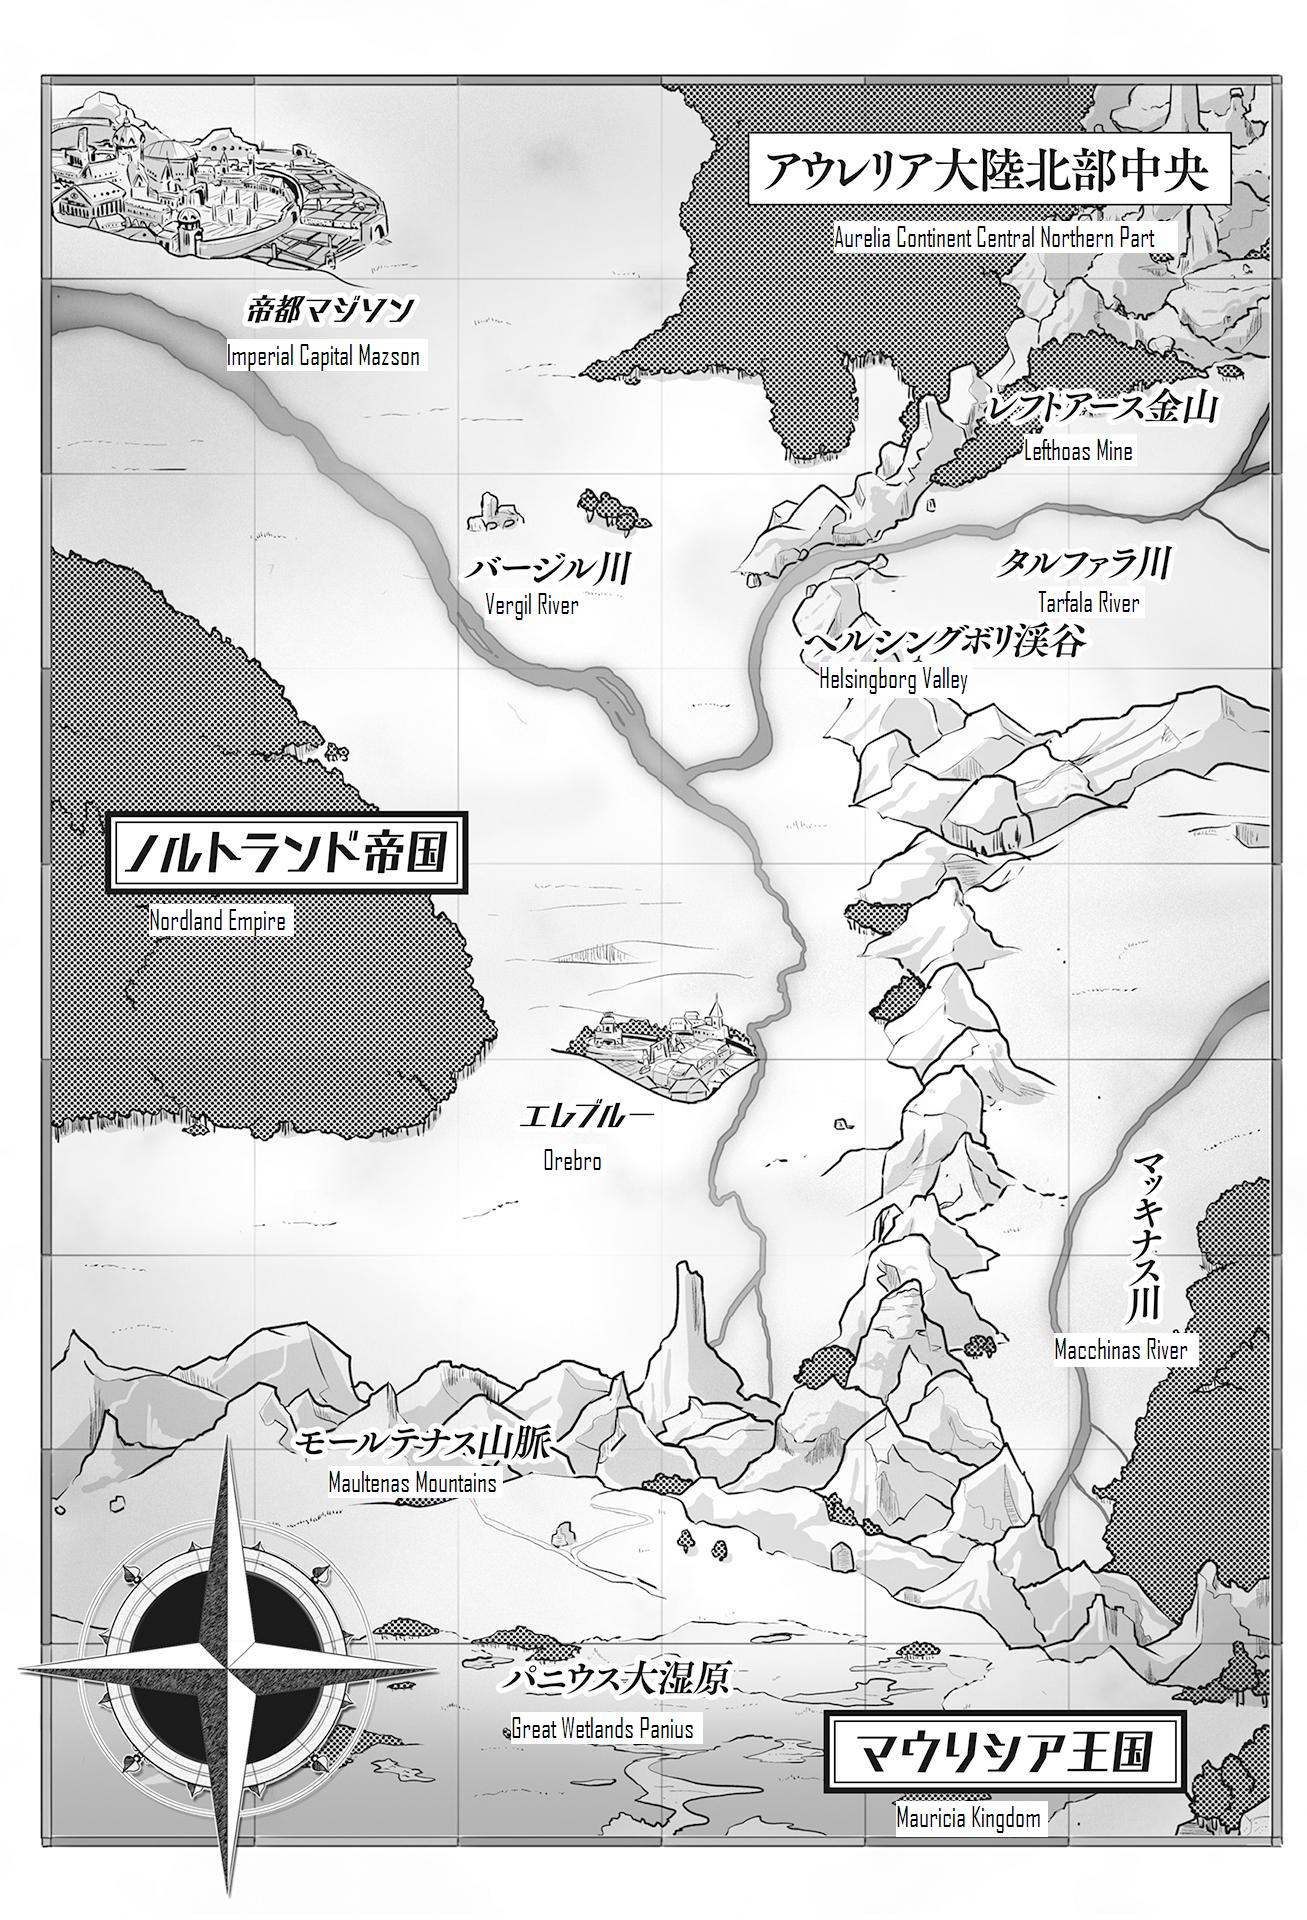 アウレリア大陸北部中央
Aurelia Continent Central Northern Part
帝都マジソン
Imperial Capital Mazson
レフトアース金山
Lefthoas Mine
バージル川
Vergil River
タルファラ川
Tarfala River
ヘルシングボリ渓谷
Helsingborg Valley
ノルトランド帝国
Nordland Empire
エレブルー
Orebro
マッキナス川
Macchinas River
モールテナス山脈
Maultenas Mountains
パニウス大湿原
Great Wetlands Panius
マウリシア王国
Mauricia Kingdom